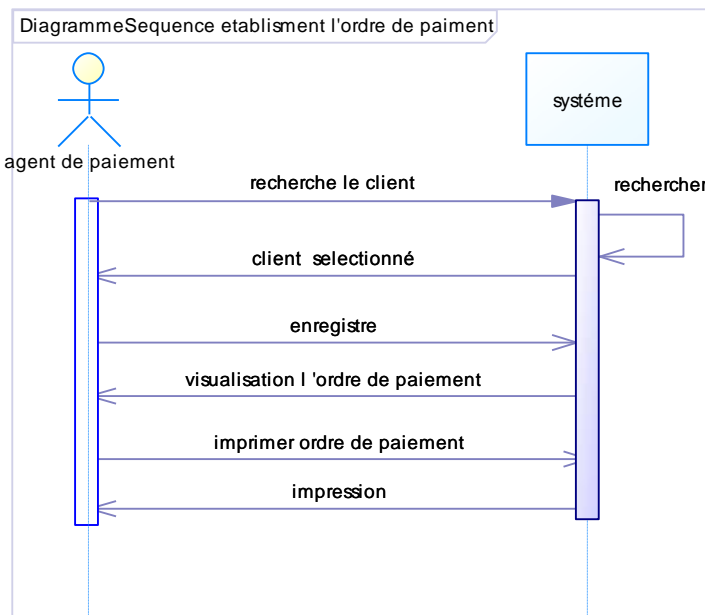 DiagrammeSequence etablisment l'ordre de paiment
agent de paiement
systéme
recherche le client
rechercher
client selectionné
enregistre
visualisation l 'ordre de paiement
imprimer ordre de paiement
impression